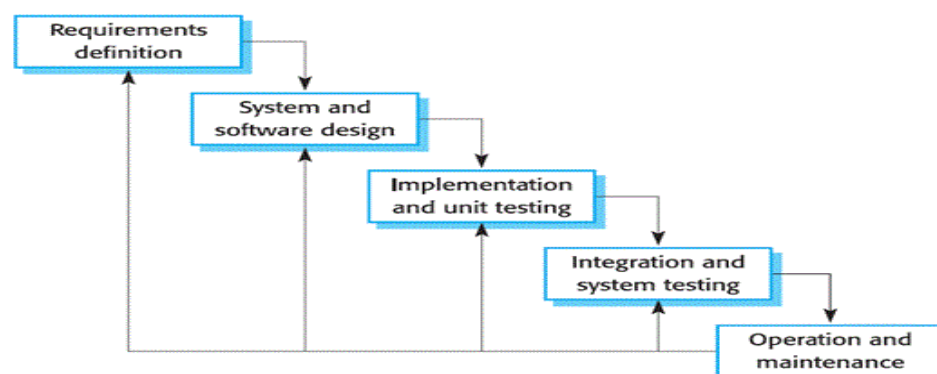 Requirements
definition
System and
software design
Implementation
and unit testing
Integration and
system testing
Operation and
maintenance